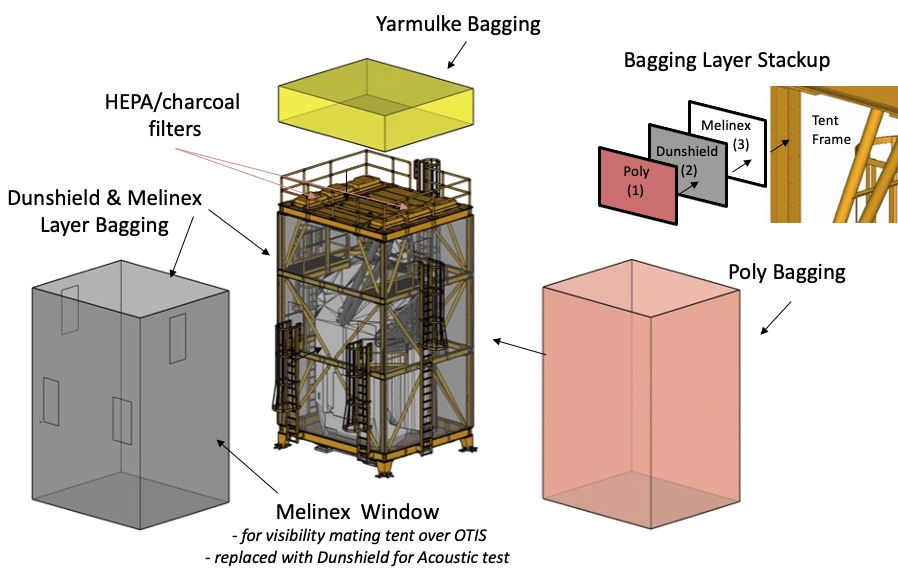 Yarmulke Bagging
Bagging Layer Stackup
HEPA/charcoal
filters
Melinex
(3)
Tent
Frame
Dunshield
(2)
Poly
(1)
Dunshield & Melinex
Layer Bagging
Poly Bagging
Melinex Window
- for visibility mating tent over OTIS
- replaced with Dunshield for Acoustic test